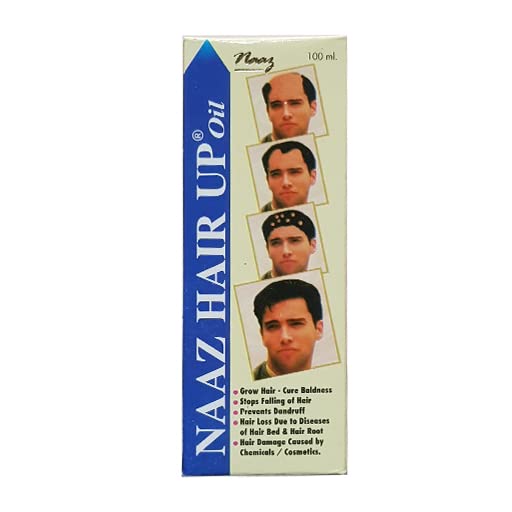 Naaz
100 ml.
NAAZ HAIR UP® Oil
Grow Hair - Cure Baldness
Stops Falling of Hair
Prevents Dandruff
Hair Loss Due to Diseases
of Hair Bed & Hair Root
Hair Damage Caused by
Chemicals / Cosmetics.